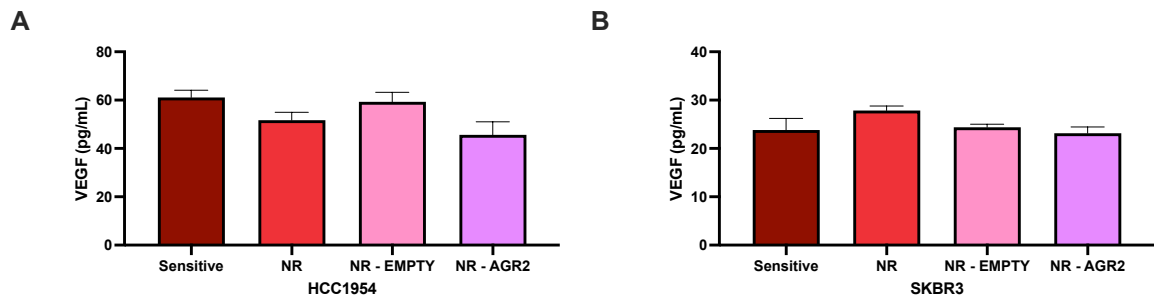 A
VEGF (pg/mL)
80
60
40
20
0
Sensitive NR NR - EMPTY NR - AGR2
HCC1954
B
VEGF (pg/mL)
40
30
20
10
0
Sensitive NR NR - EMPTY NR - AGR2
SKBR3